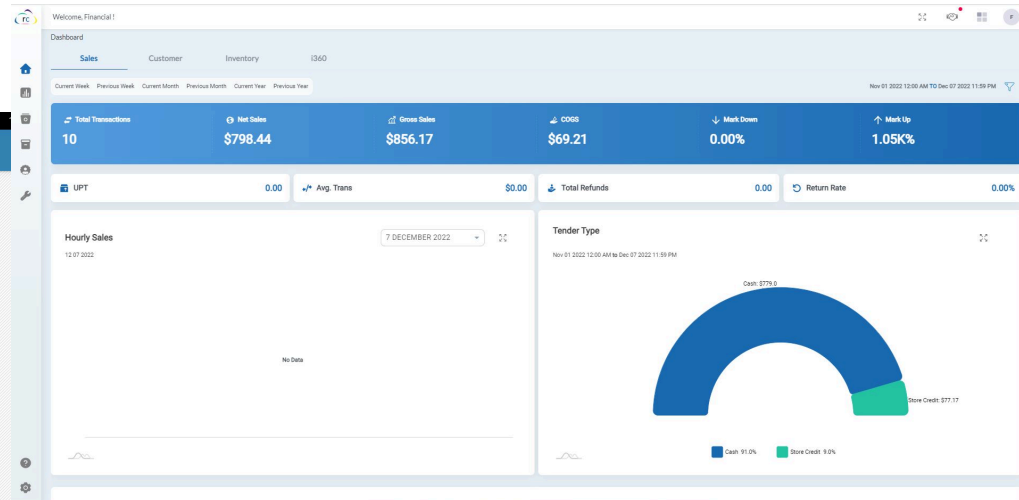 rc
Welcome, Financial !
F
Dashboard
Sales Customer Inventory i360
Current Week Previous Week Current Month Previous Month Current Year Previous Year
Nov 01 2022 12:00 AM TO Dec 07 2022 11:59 PM
Total Transactions Net Sales Gross Sales COGS Mark Down Mark Up
10 $798.44 $856.17 $69.21 0.00% 1.05K%
UPT 0.00 Avg. Trans $0.00 Total Refunds 0.00 Return Rate 0.00%
Hourly Sales 7 DECEMBER 2022
12 07 2022
No Data
Tender Type
Nov 01 2022 12:00 AM to Dec 07 2022 11:59 PM
Cash: $779.0
Store Credit: $77.17
Cash 91.0% Store Credit 9.0%